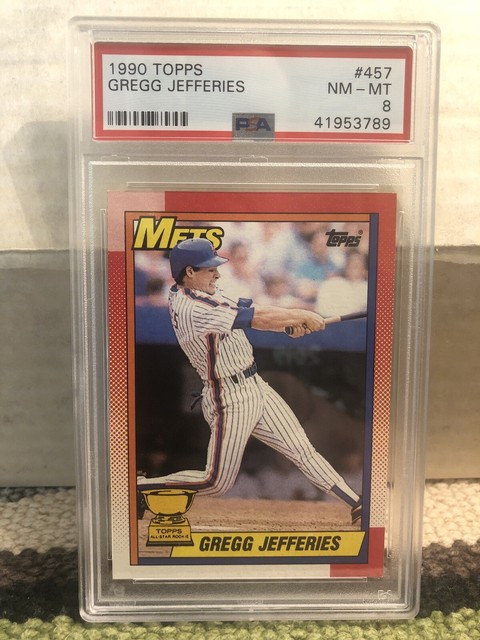 1990 TOPPS #457
GREGG JEFFERIES NM - MT
8
PSA 41953789
METS topps
TOPPS
ALL-STAR ROOKIE
GREGG JEFFERIES